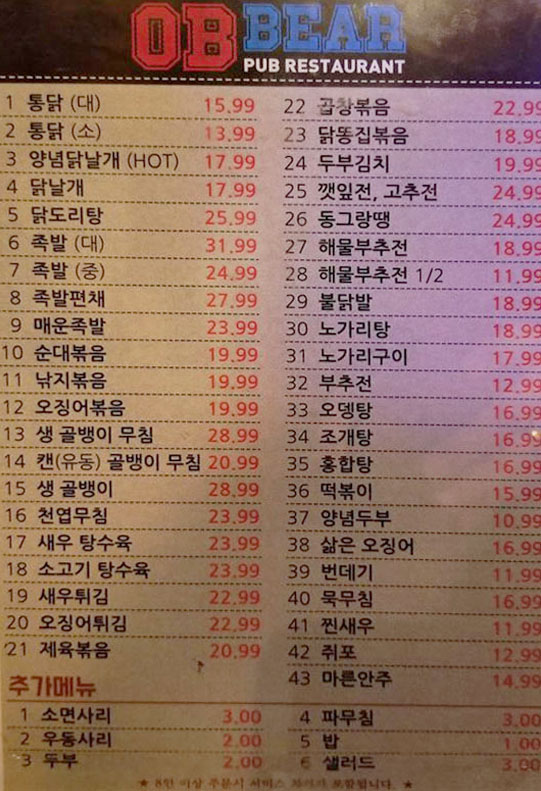 OB BEAR
PUB RESTAURANT
1 통닭 (대) 15.99
2 통닭 (소) 13.99
3 양념닭날개 (HOT) 17.99
4 닭날개 17.99
5 닭도리탕 25.99
6 족발 (대) 31.99
7 족발 (중) 24.99
8 족발편채 27.99
9 매운족발 23.99
10 순대볶음 19.99
11 낚지볶음 19.99
12 오징어볶음 19.99
13 생 골뱅이 무침 28.99
14 캔(유동) 골뱅이 무침 20.99
15 생 골뱅이 28.99
16 천엽무침 23.99
17 새우 탕수육 23.99
18 소고기 탕수육 23.99
19 새우튀김 22.99
20 오징어튀김 22.99
21 제육볶음 20.99
22 곱창볶음 22.99
23 닭똥집볶음 18.99
24 두부김치 19.99
25 깻잎전, 고추전 24.99
26 동그랑땡 24.99
27 해물부추전 18.99
28 해물부추전 1/2 11.99
29 불닭발 18.99
30 노가리탕 18.99
31 노가리구이 17.99
32 부추전 12.99
33 오뎅탕 16.99
34 조개탕 16.99
35 홍합탕 16.99
36 떡볶이 15.99
37 양념두부 10.99
38 삶은 오징어 16.99
39 번데기 11.99
40 묵무침 16.99
41 찐새우 11.99
42 쥐포 12.99
43 마른안주 14.99
추가메뉴
1 소면사리 3.00
2 우동사리 2.00
3 두부 2.00
4 파무침 3.00
5 밥 1.00
6 샐러드 3.00
★ 8인 이상 주문시 서비스 차지가 포함됩니다. ★